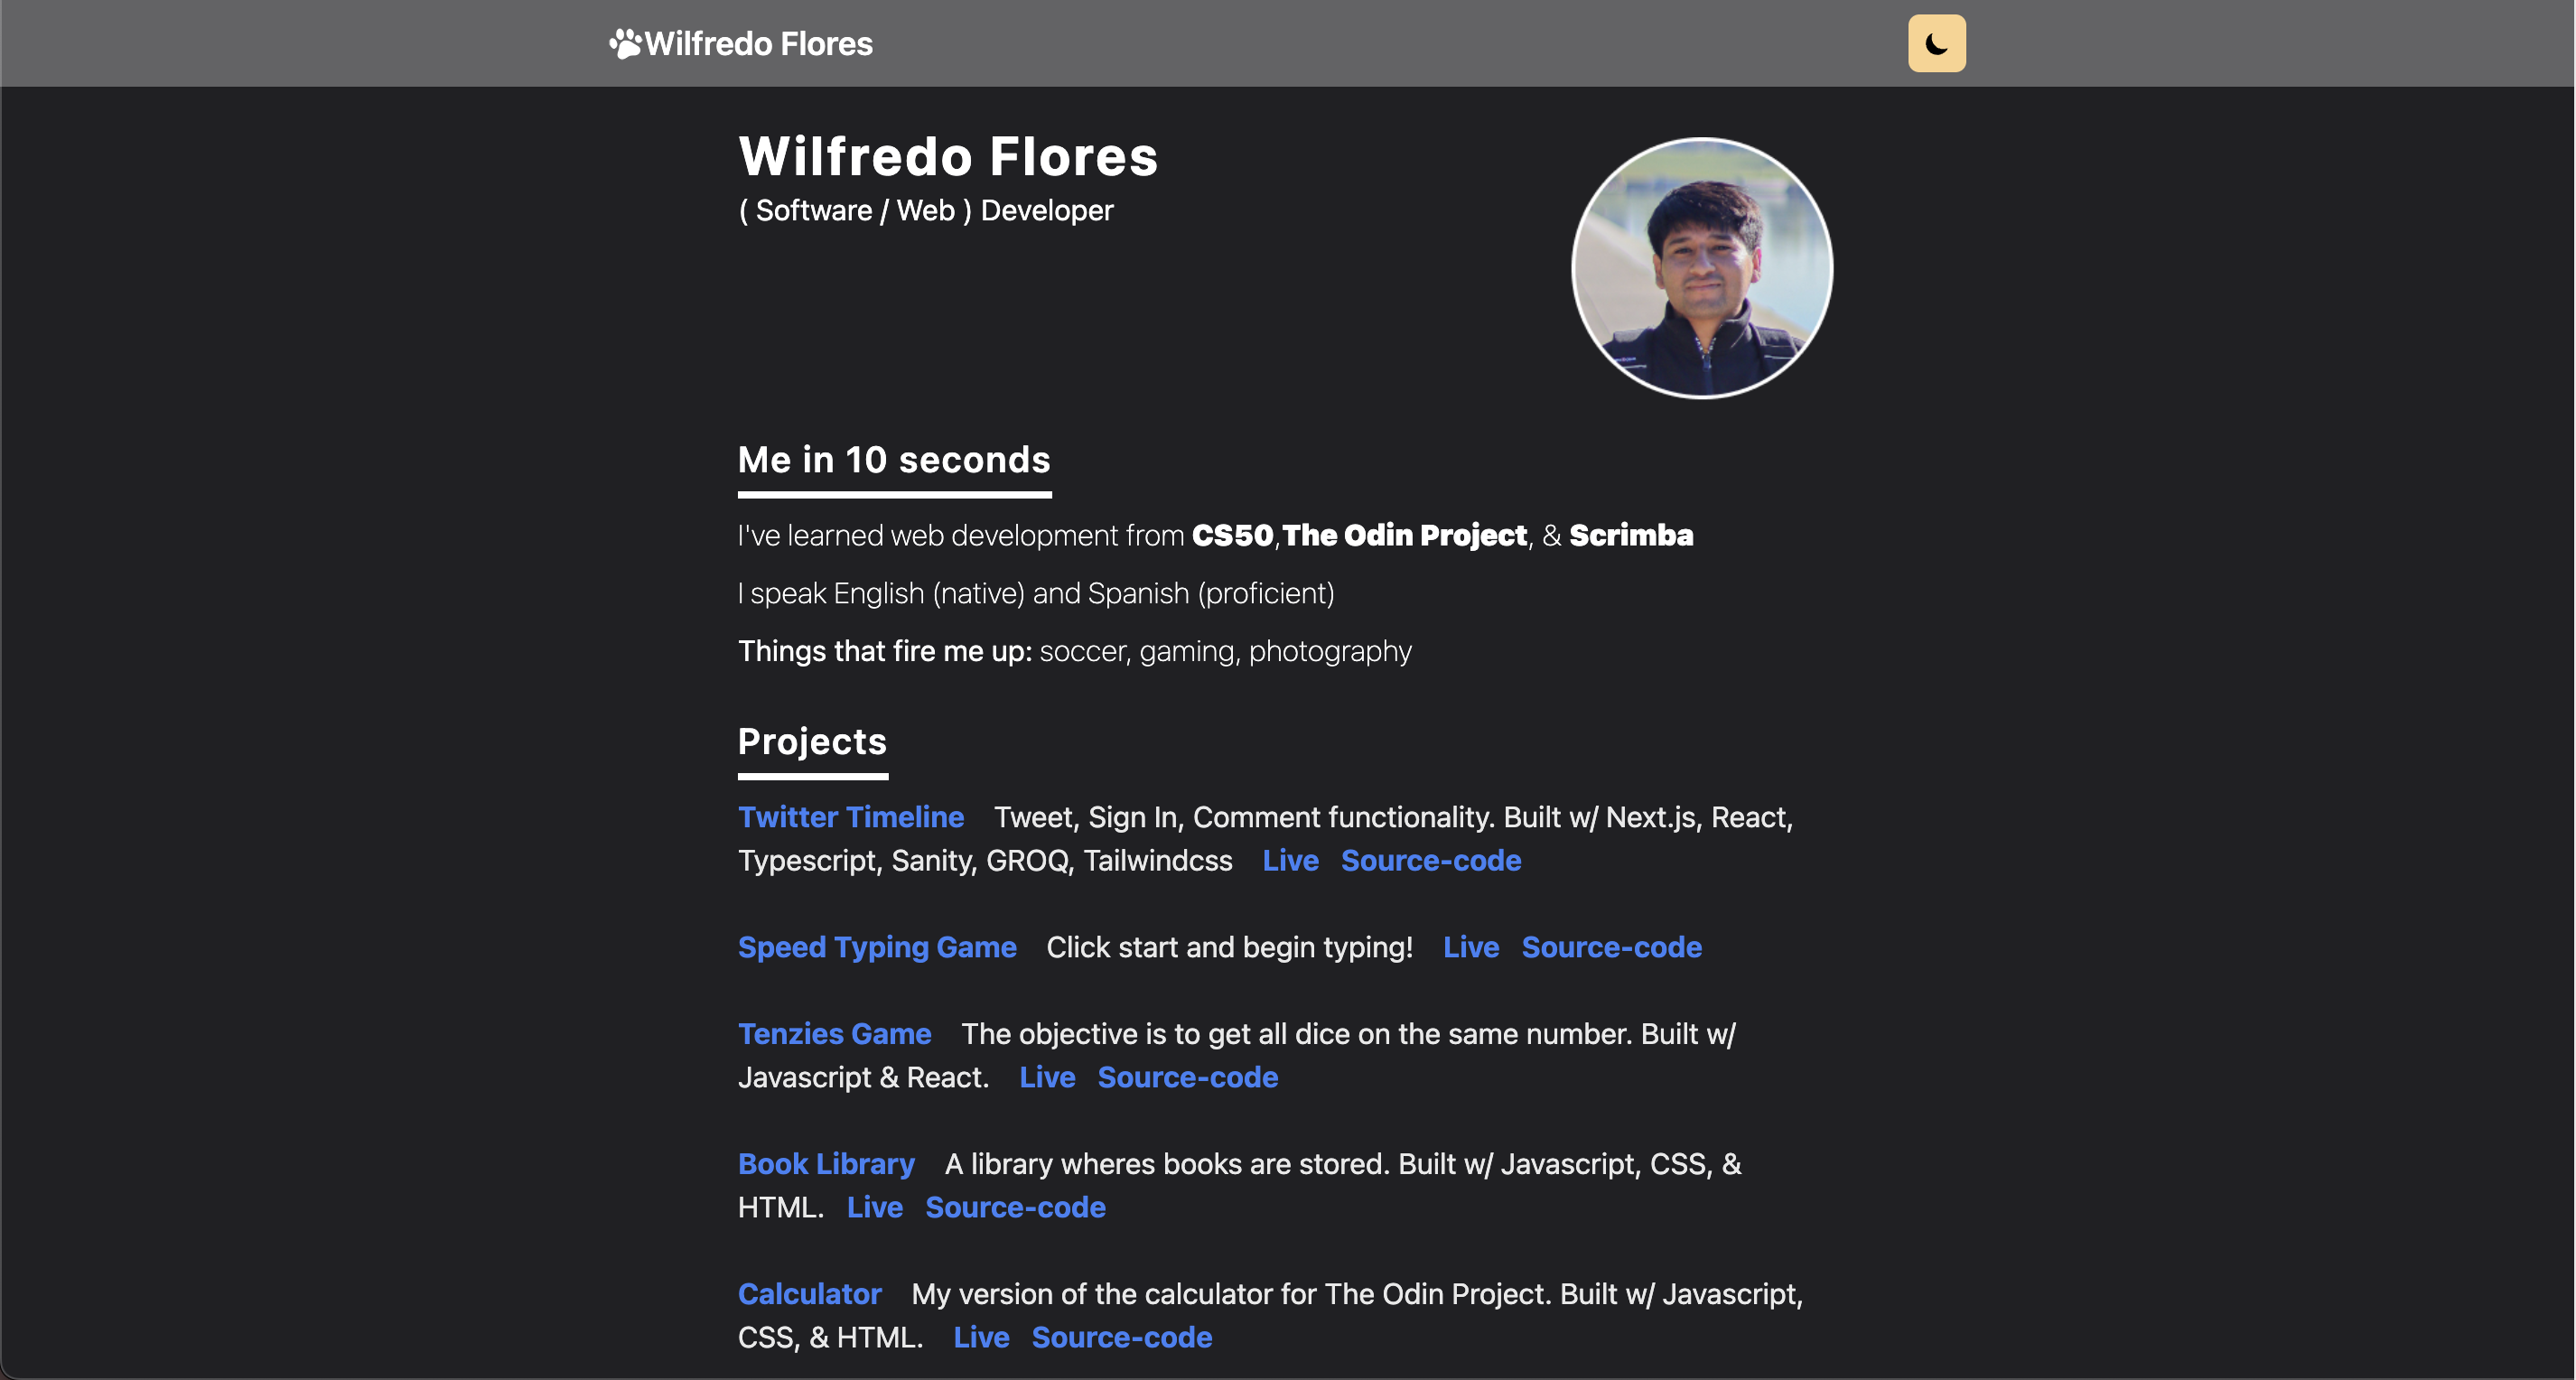 Wilfredo Flores
Wilfredo Flores
( Software / Web ) Developer
Me in 10 seconds
I've learned web development from CS50,The Odin Project, & Scrimba
I speak English (native) and Spanish (proficient)
Things that fire me up: soccer, gaming, photography
Projects
Twitter Timeline Tweet, Sign In, Comment functionality. Built w/ Next.js, React,
Typescript, Sanity, GROQ, Tailwindcss Live Source-code
Speed Typing Game Click start and begin typing! Live Source-code
Tenzies Game The objective is to get all dice on the same number. Built w/
Javascript & React. Live Source-code
Book Library A library wheres books are stored. Built w/ Javascript, CSS, &
HTML. Live Source-code
Calculator My version of the calculator for The Odin Project. Built w/ Javascript,
CSS, & HTML. Live Source-code